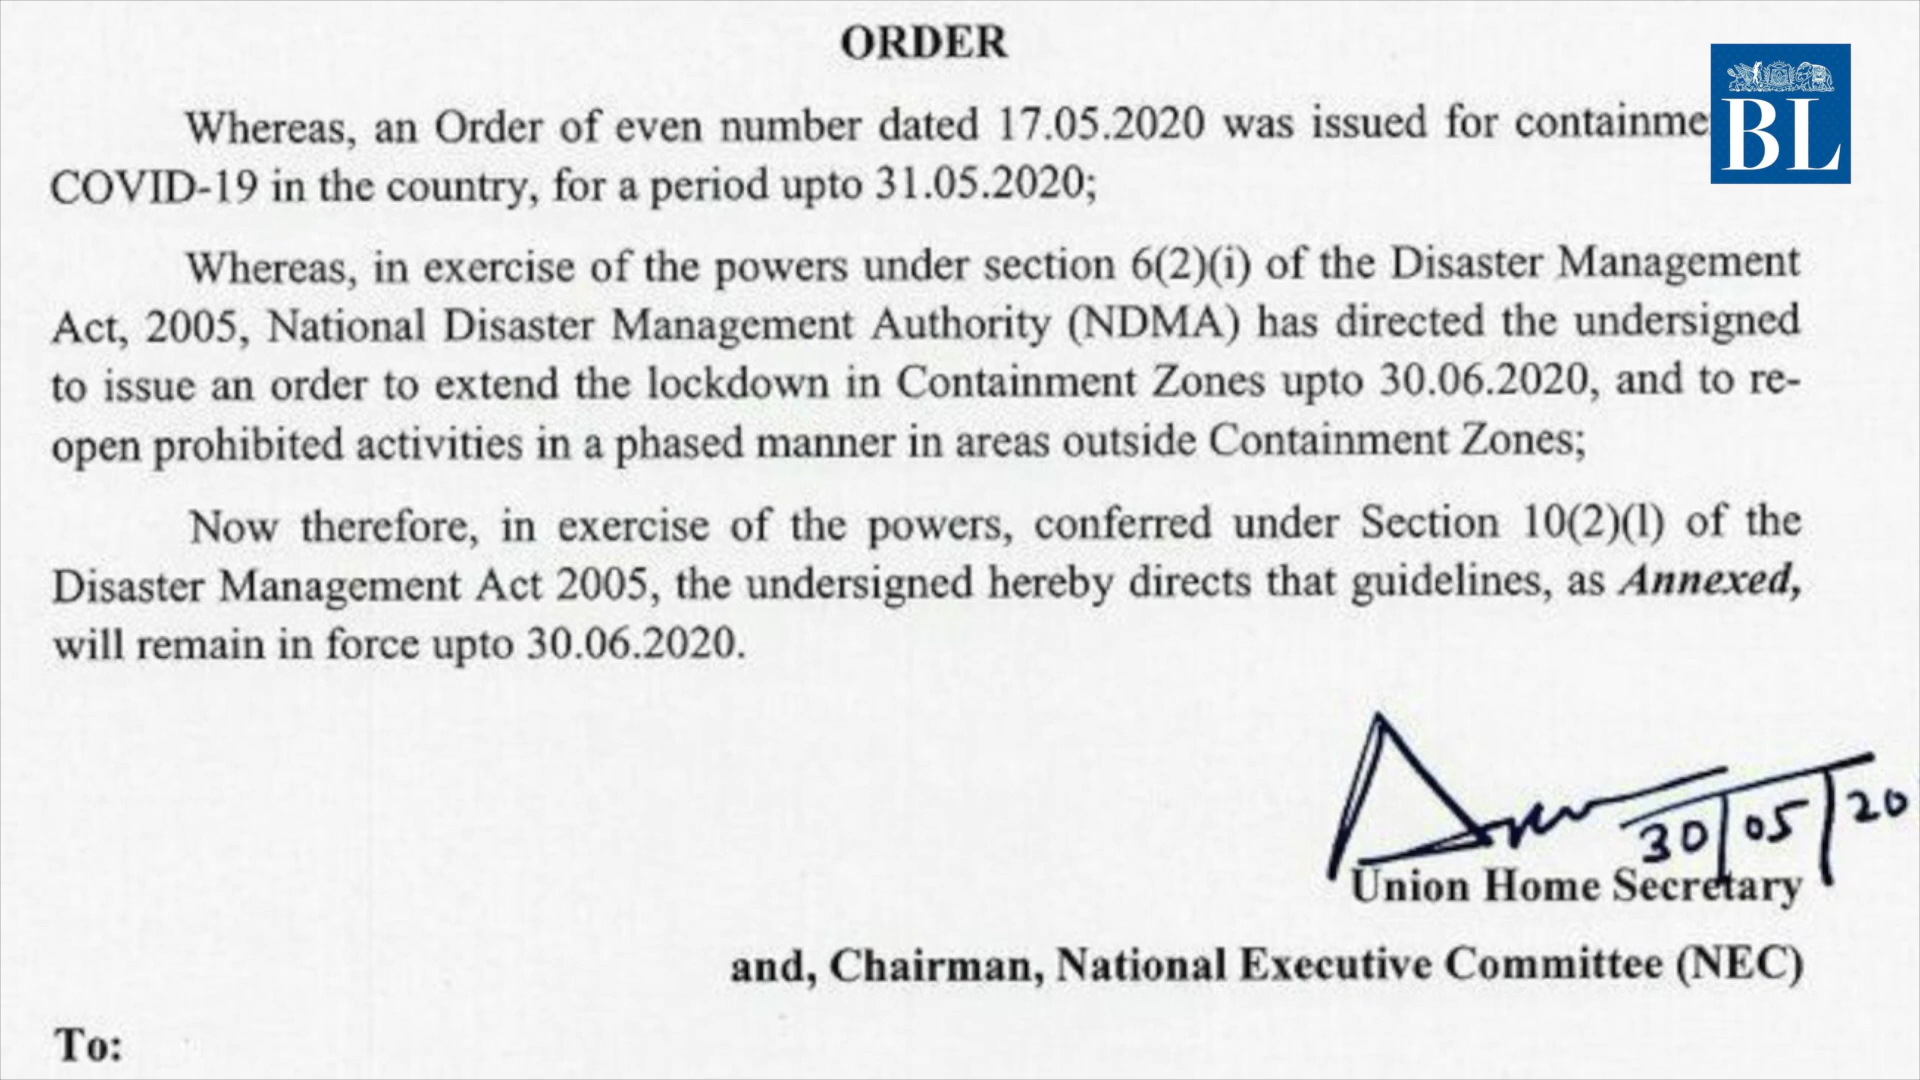 ORDER
BL
Whereas, an Order of even number dated 17.05.2020 was issued for containme
COVID-19 in the country, for a period upto 31.05.2020;
Whereas, in exercise of the powers under section 6(2)(i) of the Disaster Management
Act, 2005, National Disaster Management Authority (NDMA) has directed the undersigned
to issue an order to extend the lockdown in Containment Zones upto 30.06.2020, and to re-
open prohibited activities in a phased manner in areas outside Containment Zones;
Now therefore, in exercise of the powers, conferred under Section 10(2)(l) of the
Disaster Management Act 2005, the undersigned hereby directs that guidelines, as Annexed,
will remain in force upto 30.06.2020.
30/05/20
Union Home Secretary
and, Chairman, National Executive Committee (NEC)
To: